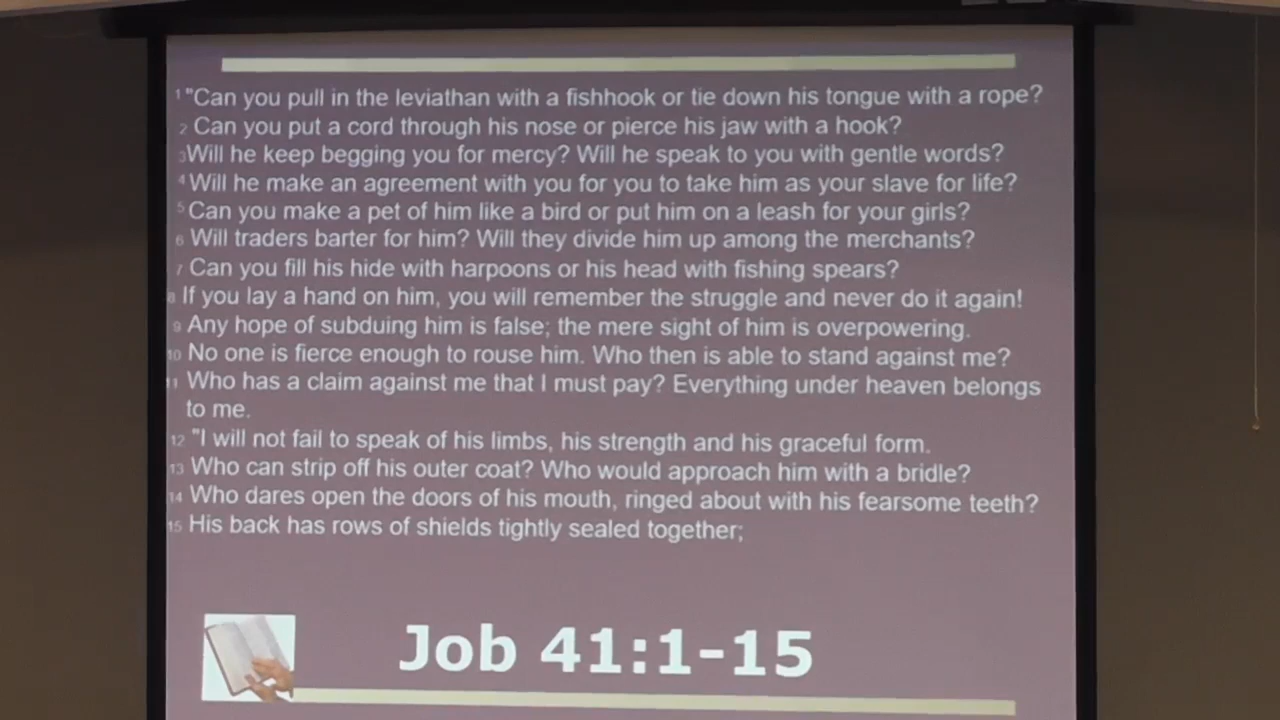 1 "Can you pull in the leviathan with a fishhook or tie down his tongue with a rope?
2 Can you put a cord through his nose or pierce his jaw with a hook?
3 Will he keep begging you for mercy? Will he speak to you with gentle words?
4 Will he make an agreement with you for you to take him as your slave for life?
5 Can you make a pet of him like a bird or put him on a leash for your girls?
6 Will traders barter for him? Will they divide him up among the merchants?
7 Can you fill his hide with harpoons or his head with fishing spears?
8 If you lay a hand on him, you will remember the struggle and never do it again!
9 Any hope of subduing him is false; the mere sight of him is overpowering.
10 No one is fierce enough to rouse him. Who then is able to stand against me?
11 Who has a claim against me that I must pay? Everything under heaven belongs
to me.
12 "I will not fail to speak of his limbs, his strength and his graceful form.
13 Who can strip off his outer coat? Who would approach him with a bridle?
14 Who dares open the doors of his mouth, ringed about with his fearsome teeth?
15 His back has rows of shields tightly sealed together;
Job 41:1-15